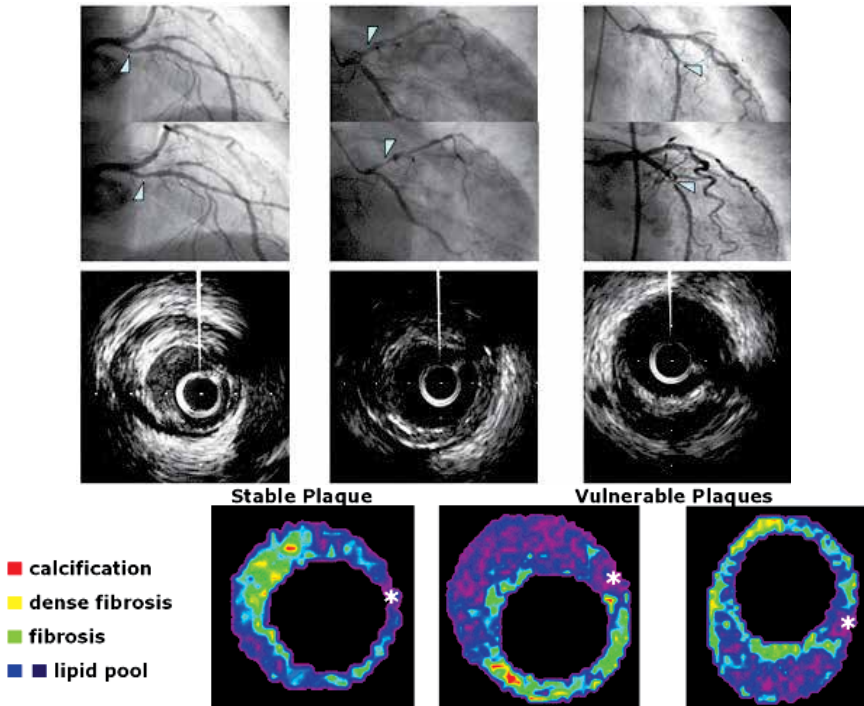 Stable Plaque
Vulnerable Plaques
calcification
dense fibrosis
fibrosis
lipid pool
*
*
*